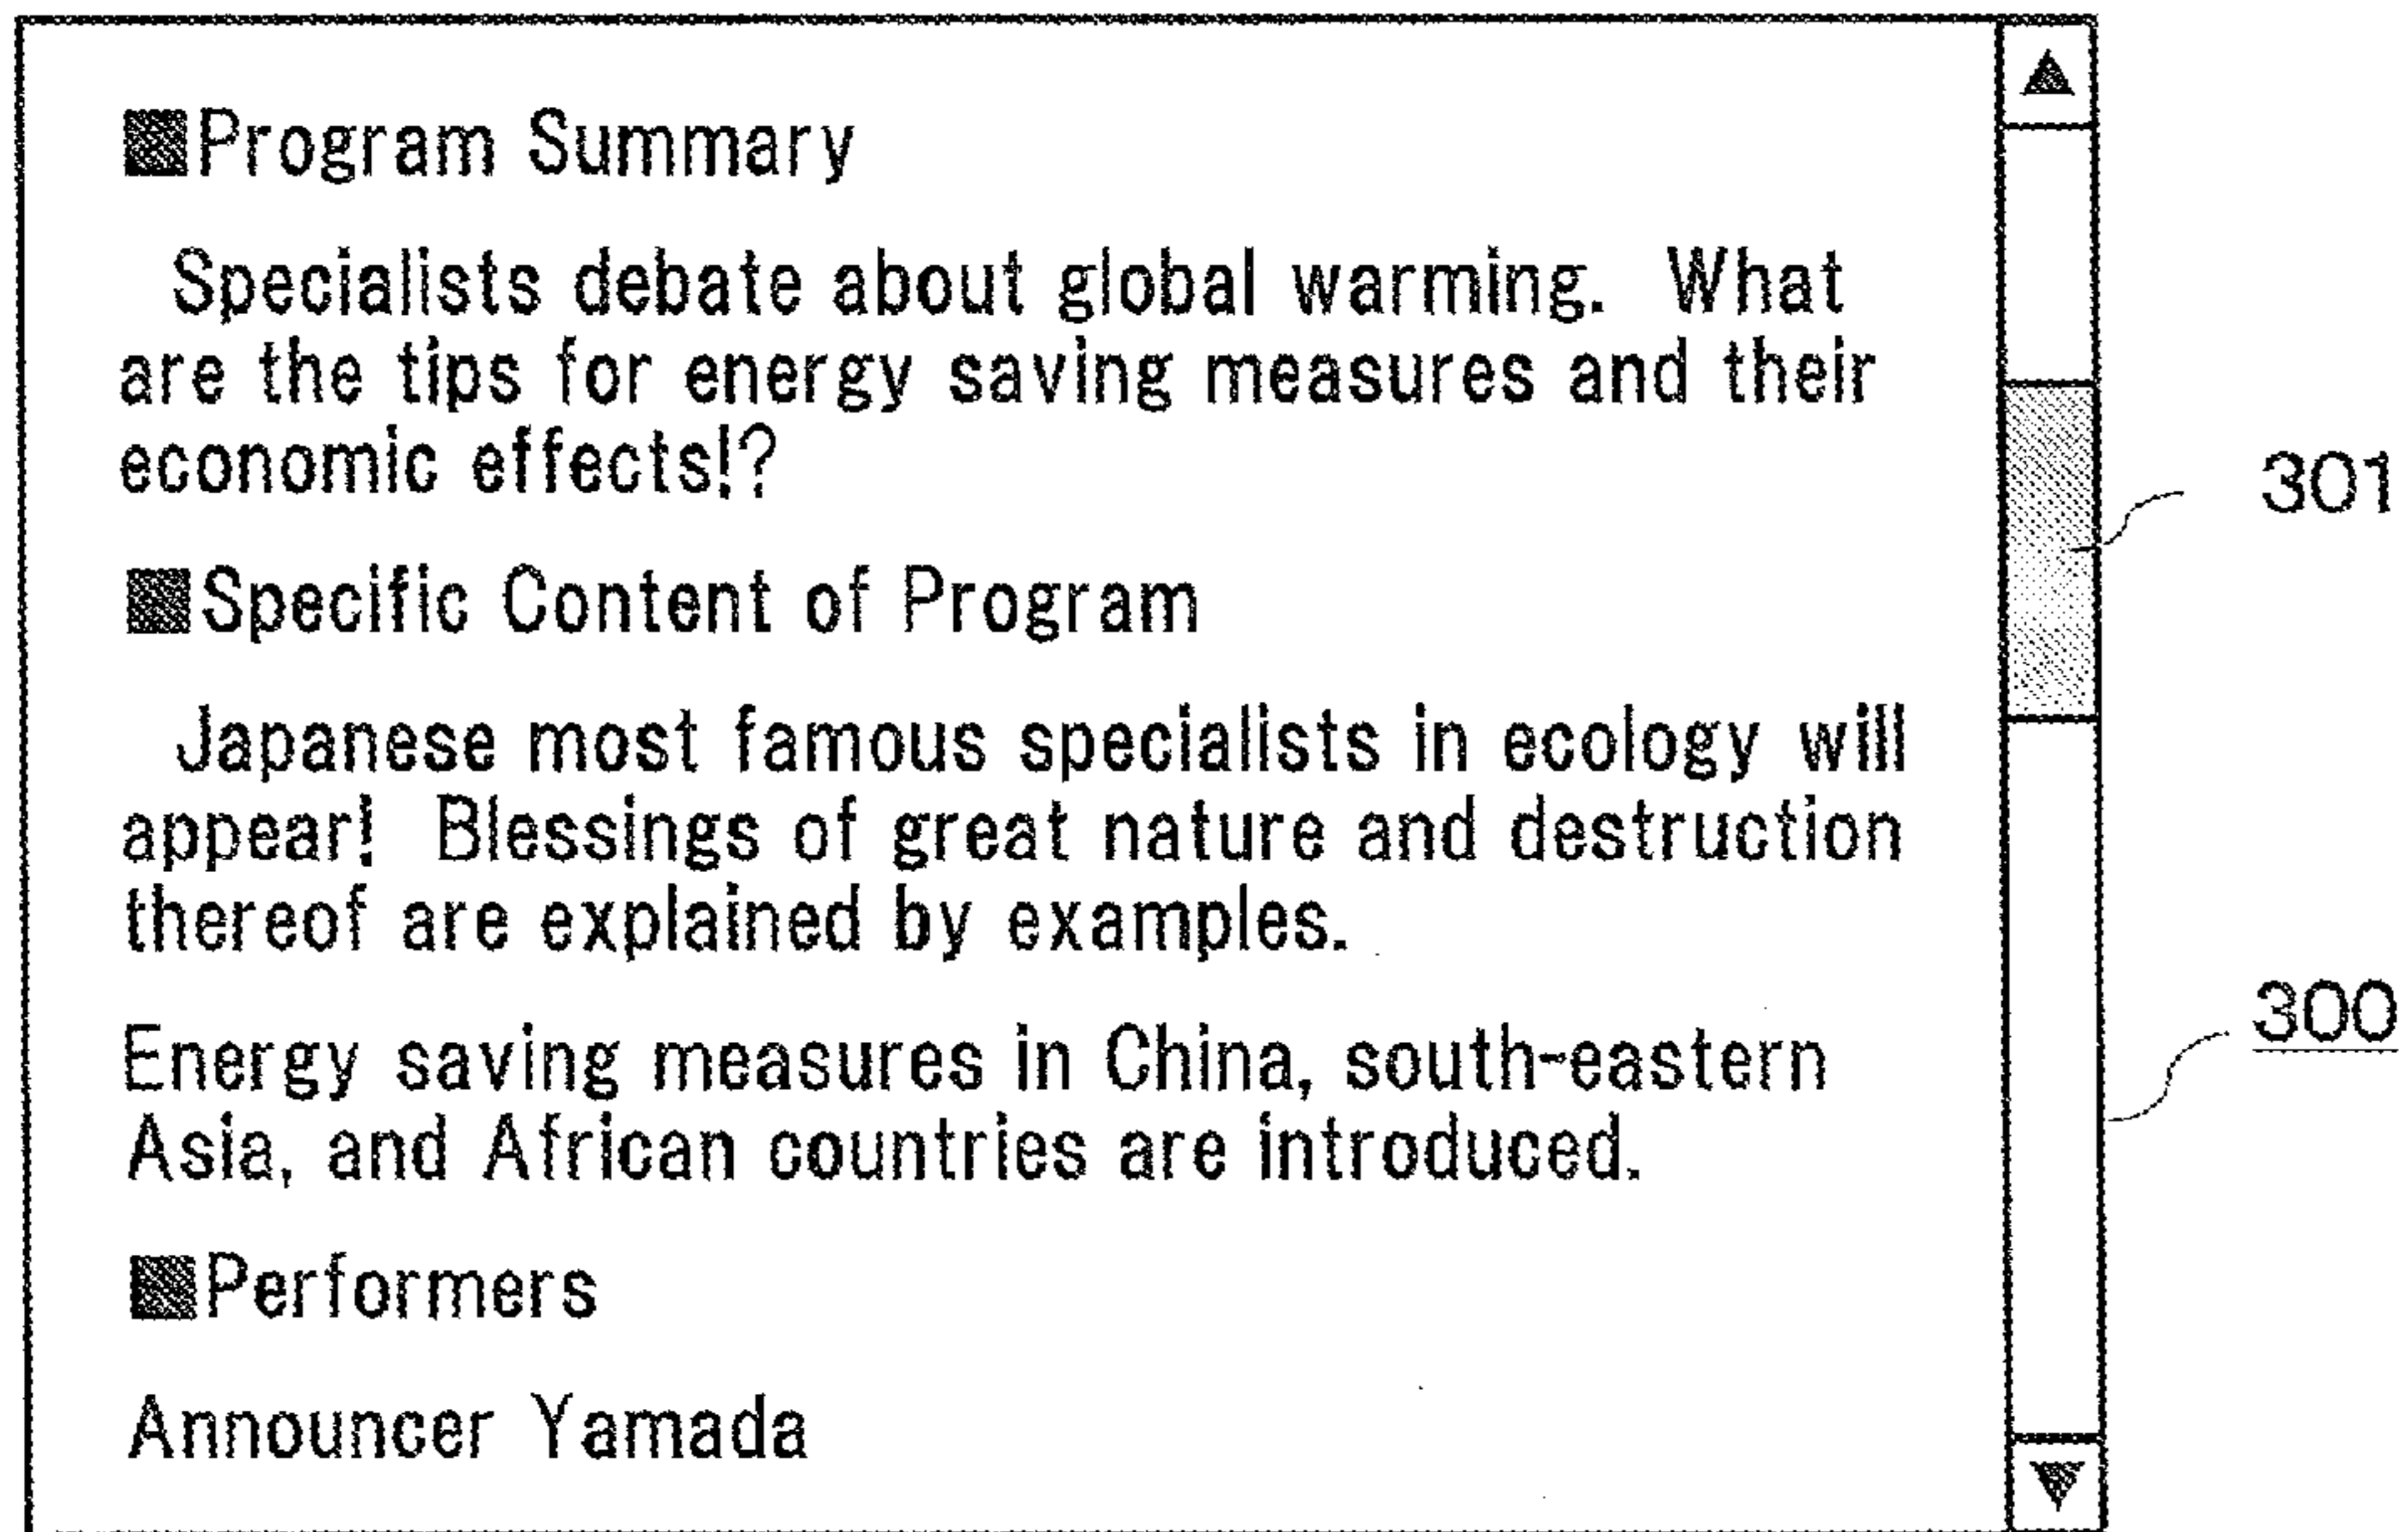 ■Program Summary
Specialists debate about global warming. What
are the tips for energy saving measures and their
economic effects!?
301
■Specific Content of Program
Japanese most famous specialists in ecology will
appear! Blessings of great nature and destruction
thereof are explained by examples.
300
Energy saving measures in China, south-eastern
Asia, and African countries are introduced.
■Performers
Announcer Yamada